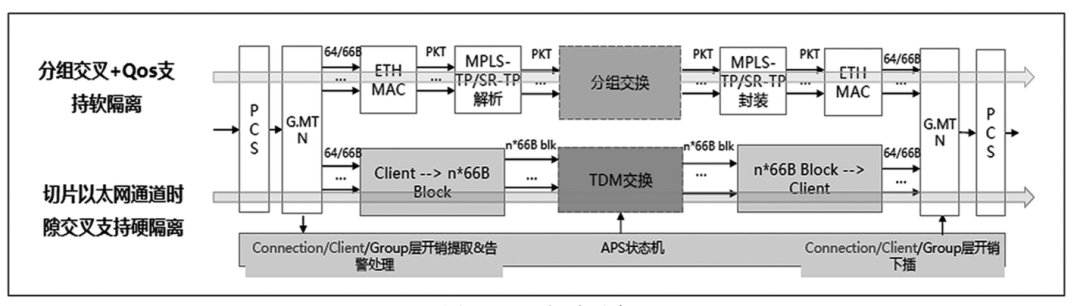 分组交叉+Qos支
持软隔离
切片以太网通道时
隙交叉支持硬隔离
P
C
S
G.MT
N
64/66B
...
ETH
MAC
PKT
...
MPLS-
TP/SR-TP
解析
PKT
...
分组交换
PKT
...
MPLS-
TP/SR-TP
封装
PKT
...
ETH
MAC
64/66B
...
G.MT
N
P
C
S
64/66B
...
Client --> n*66B
Block
n*66B blk
...
TDM交换
n*66B blk
...
n*66B Block -->
Client
64/66B
...
Connection/Client/Group层开销提取&告
警处理
APS状态机
Connection/Client/Group层开销
下插